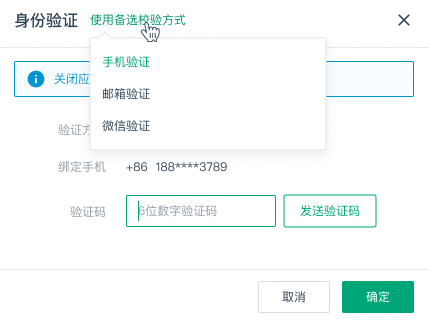 身份验证 使用备选校验方式
手机验证
邮箱验证
微信验证
关闭应
验证方
绑定手机 +86 188****3789
验证码 6位数字验证码 发送验证码
取消 确定